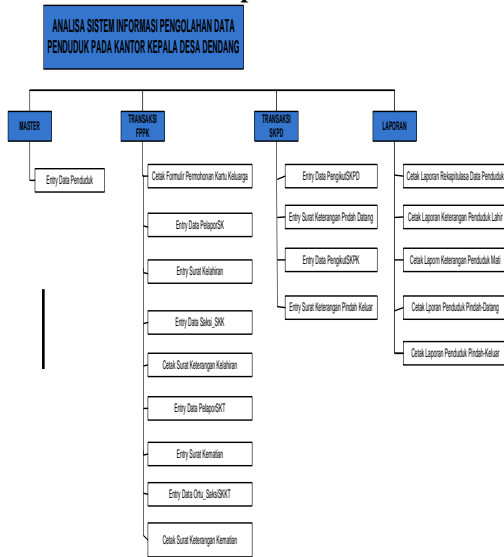 ANALISA SISTEM INFORMASI PENGOLAHAN DATA
PENDUDUK PADA KANTOR KEPALA DESA DENDANG
MASTER
Entry Data Penduduk
TRANSAKSI
FPPK
Cetak Formulir Permohonan Kartu Keluarga
Entry Data PelaporSK
Entry Surat Kelahiran
Entry Data Saksi_SKK
Cetak Surat Keterangan Kelahiran
Entry Data PelaporSKT
Entry Surat Kematian
Entry Data Ortu_SaksiSKKT
Cetak Surat Keterangan Kematian
TRANSAKSI
SKPD
Entry Data PengikutSKPD
Entry Surat Keterangan Pndah Datang
Entry Data PengikutSKPK
Entry Surat Keterangan Pindah Keluar
LAPORAN
Cetak Laporan Rekapitulasa Data Penduduk
Cetak Laporan Keterangan Penduduk Lahir
Cetak Laporn Keterangan Penduduk Mati
Cetak Lporan Penduduk Pindah-Datang
Cetak Laporan Penduduk Pindah-Keluar